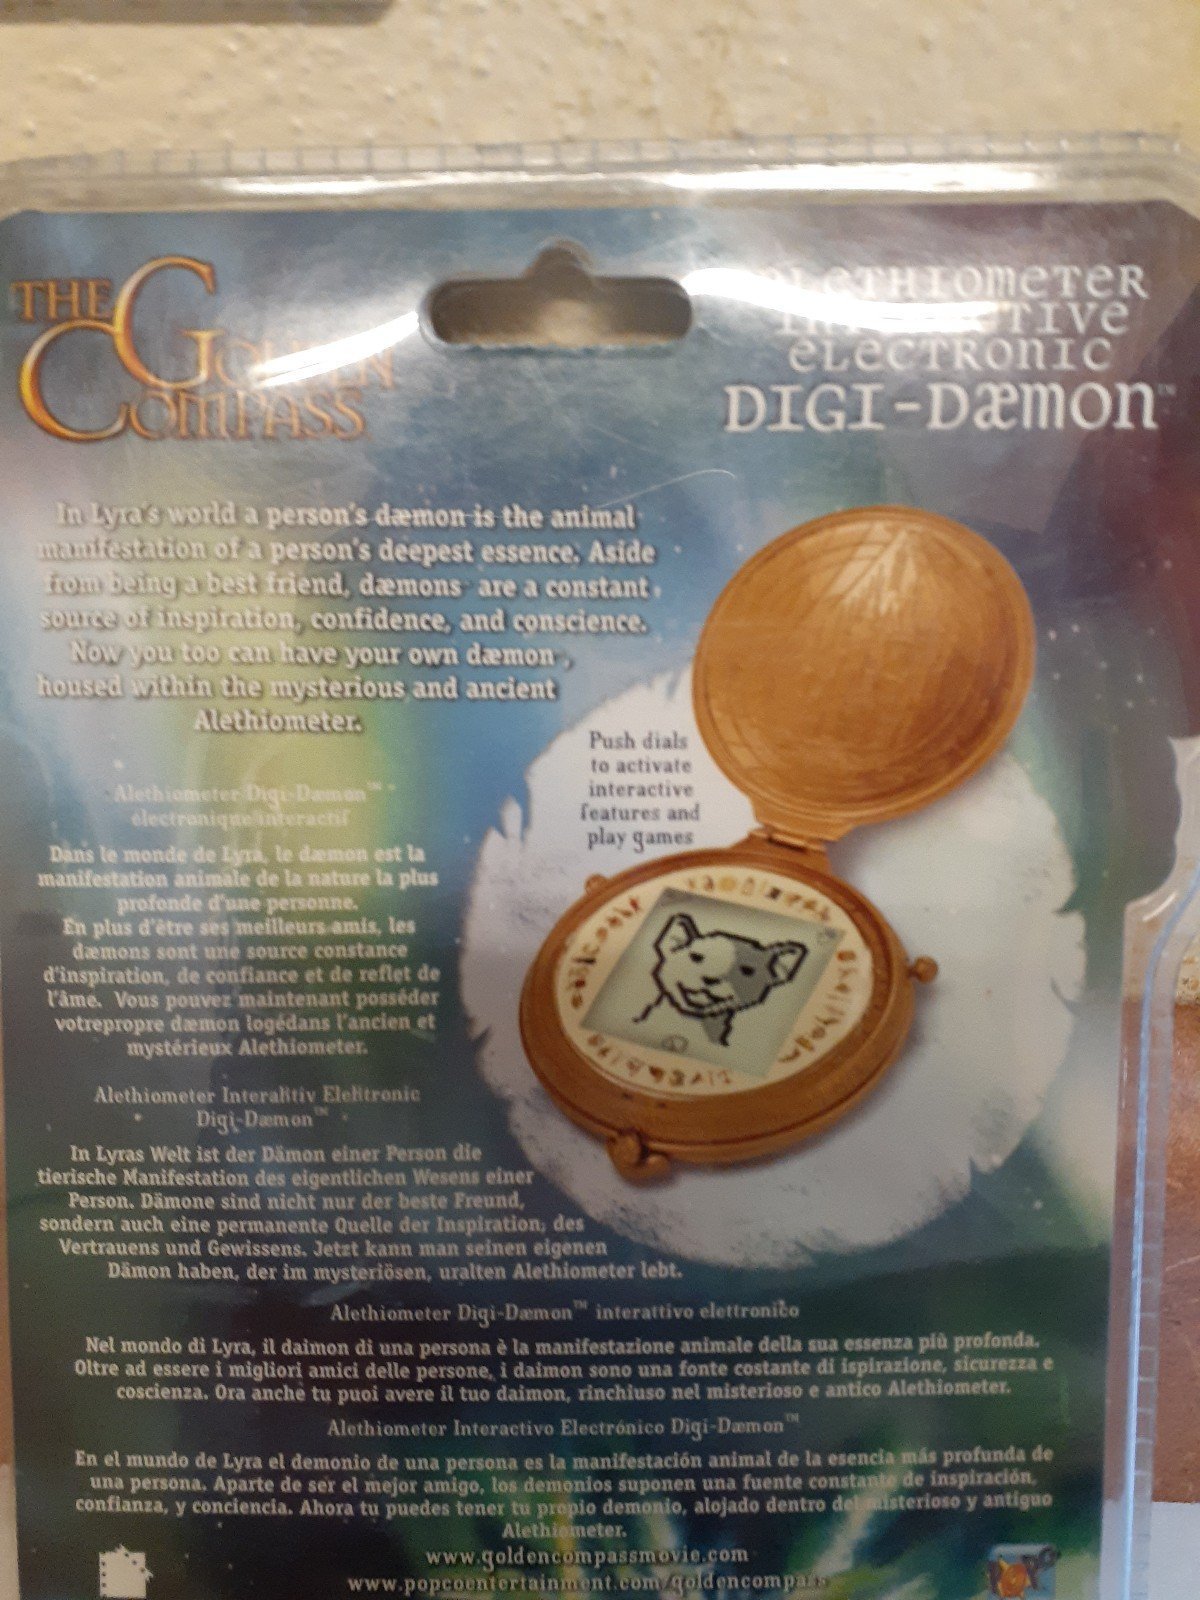 THE GOLDEN
COMPASS
ALETHIOMETER
INTERACTIVE
ELECTRONIC
DIGI-DÆMON™
In Lyra's world a person's dæmon is the animal
manifestation of a person's deepest essence. Aside
from being a best friend, dæmons are a constant
source of inspiration, confidence, and conscience.
Now you too can have your own dæmon,
housed within the mysterious and ancient
Alethiometer.
Push dials
to activate
interactive
features and
play games
Alethiometer Digi-Dæmon™
électronique interactif
Dans le monde de Lyra, le dæmon est la
manifestation animale de la nature la plus
profonde d'une personne.
En plus d'être ses meilleurs amis, les
dæmons sont une source constance
d'inspiration, de confiance et de reflet de
l'âme. Vous pouvez maintenant posséder
votrepropre dæmon logédans l'ancien et
mystérieux Alethiometer.
Alethiometer Interaktiv Elektronic
Digi-Dæmon™
In Lyras Welt ist der Dämon einer Person die
tierische Manifestation des eigentlichen Wesens einer
Person. Dämone sind nicht nur der beste Freund,
sondern auch eine permanente Quelle der Inspiration, des
Vertrauens und Gewissens. Jetzt kann man seinen eigenen
Dämon haben, der im mysteriösen, uralten Alethiometer lebt.
Alethiometer Digi-Dæmon™ interattivo elettronico
Nel mondo di Lyra, il daimon di una persona è la manifestazione animale della sua essenza più profonda.
Oltre ad essere i migliori amici delle persone, i daimon sono una fonte costante di ispirazione, sicurezza e
coscienza. Ora anche tu puoi avere il tuo daimon, rinchiuso nel misterioso e antico Alethiometer.
Alethiometer Interactivo Electrónico Digi-Dæmon™
En el mundo de Lyra el demonio de una persona es la manifestación animal de la esencia más profunda de
una persona. Aparte de ser el mejor amigo, los demonios suponen una fuente constante de inspiración,
confianza, y conciencia. Ahora tu puedes tener tu propio demonio, alojado dentro del misterioso y antiguo
Alethiometer.
www.goldencompassmovie.com
www.popcoentertainment.com/goldencompass